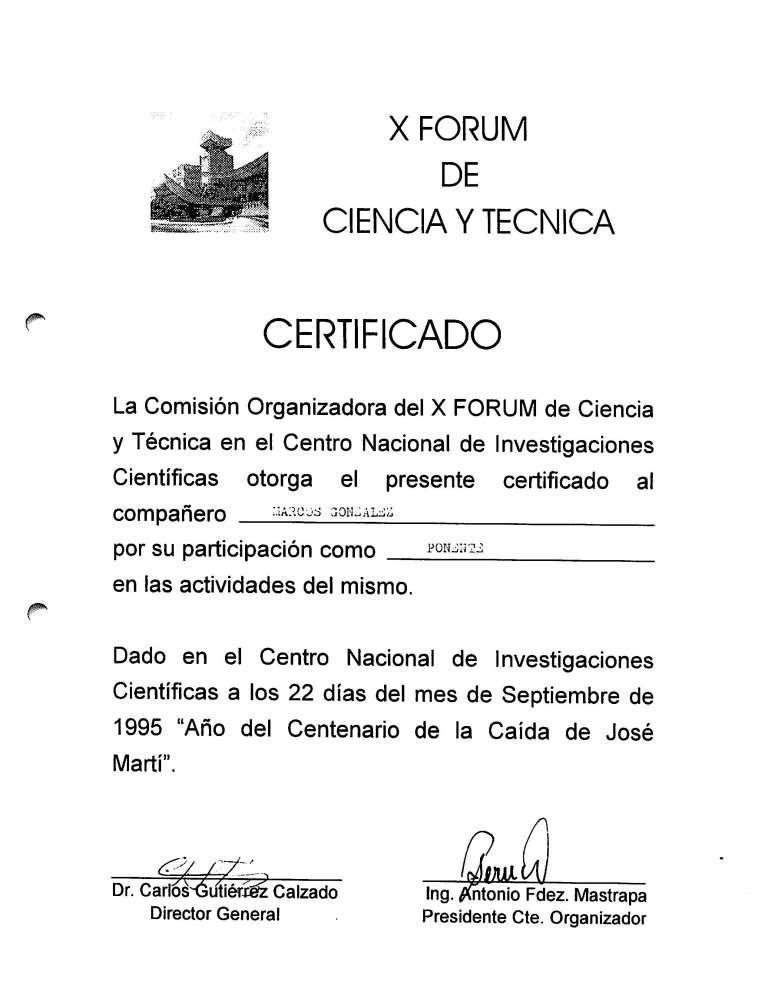 X FORUM
DE
CIENCIA Y TECNICA
CERTIFICADO
La Comisión Organizadora del X FORUM de Ciencia
y Técnica en el Centro Nacional de Investigaciones
Científicas otorga el presente certificado al
compañero MARCOS GONZALEZ
por su participación como PONENTE
en las actividades del mismo.
Dado en el Centro Nacional de Investigaciones
Científicas a los 22 días del mes de Septiembre de
1995 “Año del Centenario de la Caída de José
Martí”.
Dr. Carlos Gutiérrez Calzado
Director General
Ing. Antonio Fdez. Mastrapa
Presidente Cte. Organizador